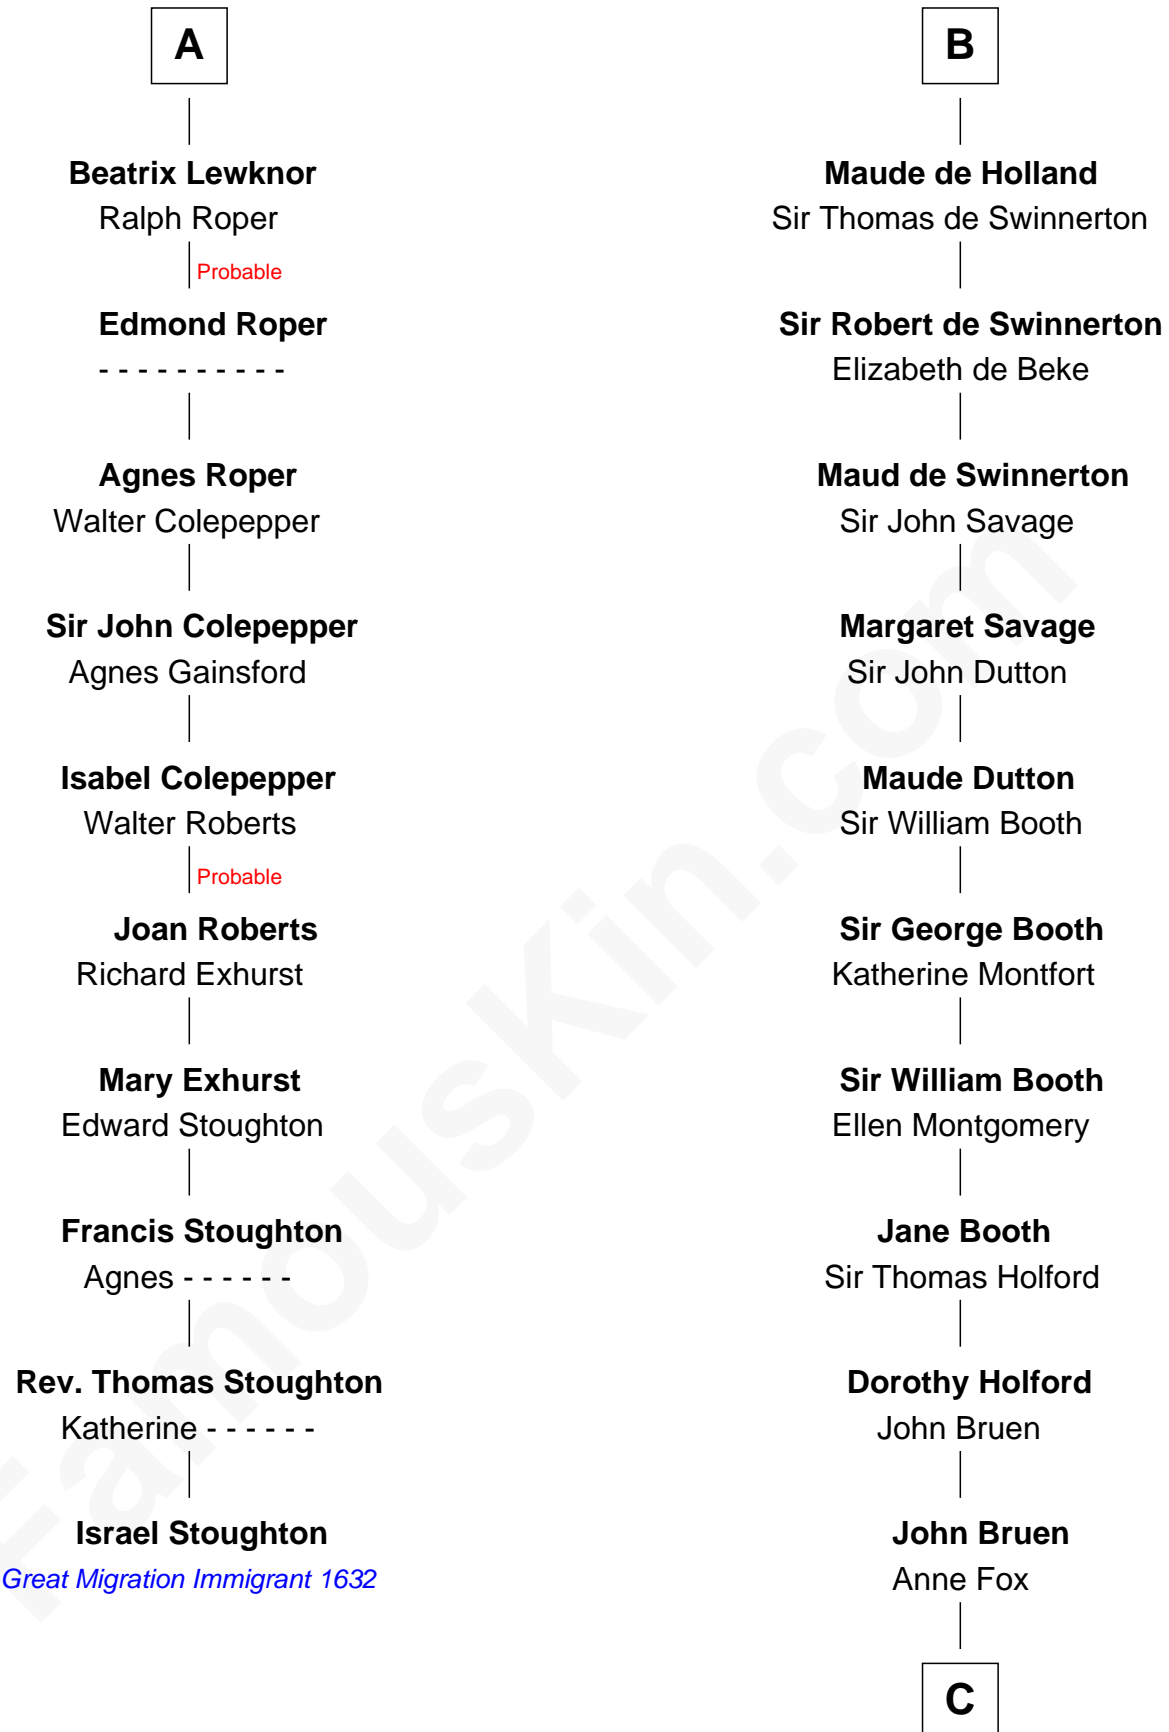 A
Beatrix Lewknor
Ralph Roper
Probable
Edmond Roper
- - - - - - - - - -
Agnes Roper
Walter Colepepper
Sir John Colepepper
Agnes Gainsford
Isabel Colepepper
Walter Roberts
Probable
Joan Roberts
Richard Exhurst
Mary Exhurst
Edward Stoughton
Francis Stoughton
Agnes - - - - - -
Rev. Thomas Stoughton
Katherine - - - - - -
Israel Stoughton
Great Migration Immigrant 1632
B
Maude de Holland
Sir Thomas de Swinnerton
Sir Robert de Swinnerton
Elizabeth de Beke
Maud de Swinnerton
Sir John Savage
Margaret Savage
Sir John Dutton
Maude Dutton
Sir William Booth
Sir George Booth
Katherine Montfort
Sir William Booth
Ellen Montgomery
Jane Booth
Sir Thomas Holford
Dorothy Holford
John Bruen
John Bruen
Anne Fox
C
FamousKin.com